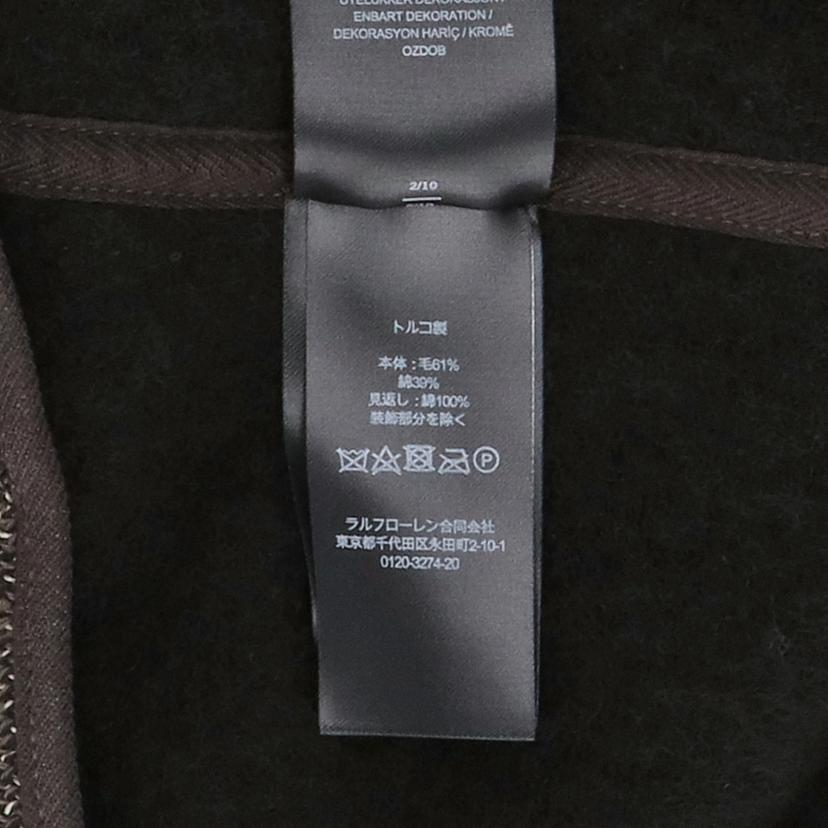 ENBART DEKORATION /
DEKORASYON HARİÇ / KROMĚ
OZDOB
2/10
トルコ製
本体 : 毛61%
綿39%
見返し : 綿100%
装飾部分を除く
P
ラルフローレン合同会社
東京都千代田区永田町2-10-1
0120-3274-20